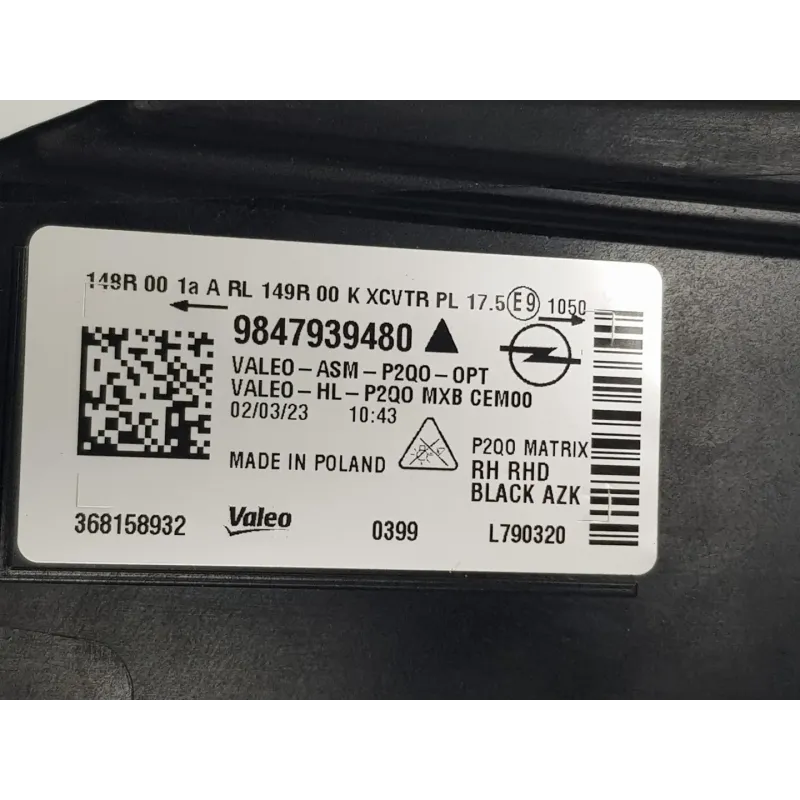 149R 00 1a A RL 149R 00 K XCVTR PL 17.5 E9 1050
9847939480
VALEO-ASM-P2QO-OPT
VALEO-HL-P2QO MXB CEM00
02/03/23 10:43
MADE IN POLAND
P2QO MATRIX
RH RHD
BLACK AZK
368158932 Valeo 0399 L790320